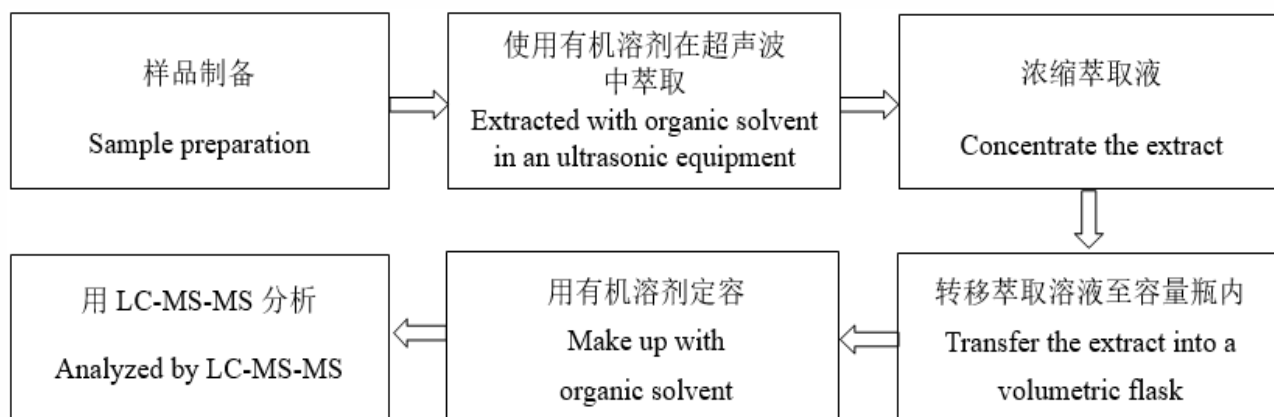 样品制备
Sample preparation
使用有机溶剂在超声波
中萃取
Extracted with organic solvent
in an ultrasonic equipment
浓缩萃取液
Concentrate the extract
转移萃取溶液至容量瓶内
Transfer the extract into a
volumetric flask
用有机溶剂定容
Make up with
organic solvent
用 LC-MS-MS 分析
Analyzed by LC-MS-MS